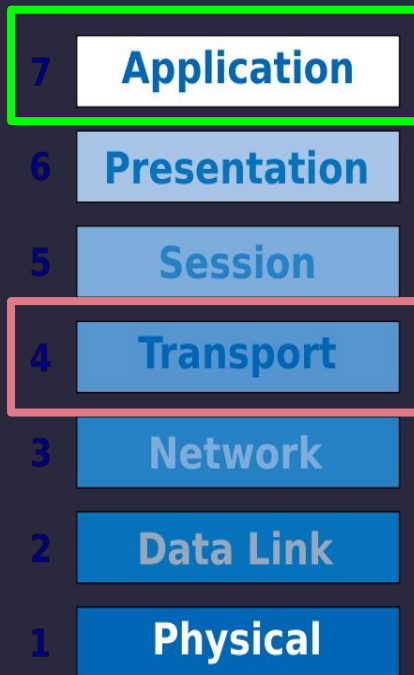 7 Application
6 Presentation
5 Session
4 Transport
3 Network
2 Data Link
1 Physical